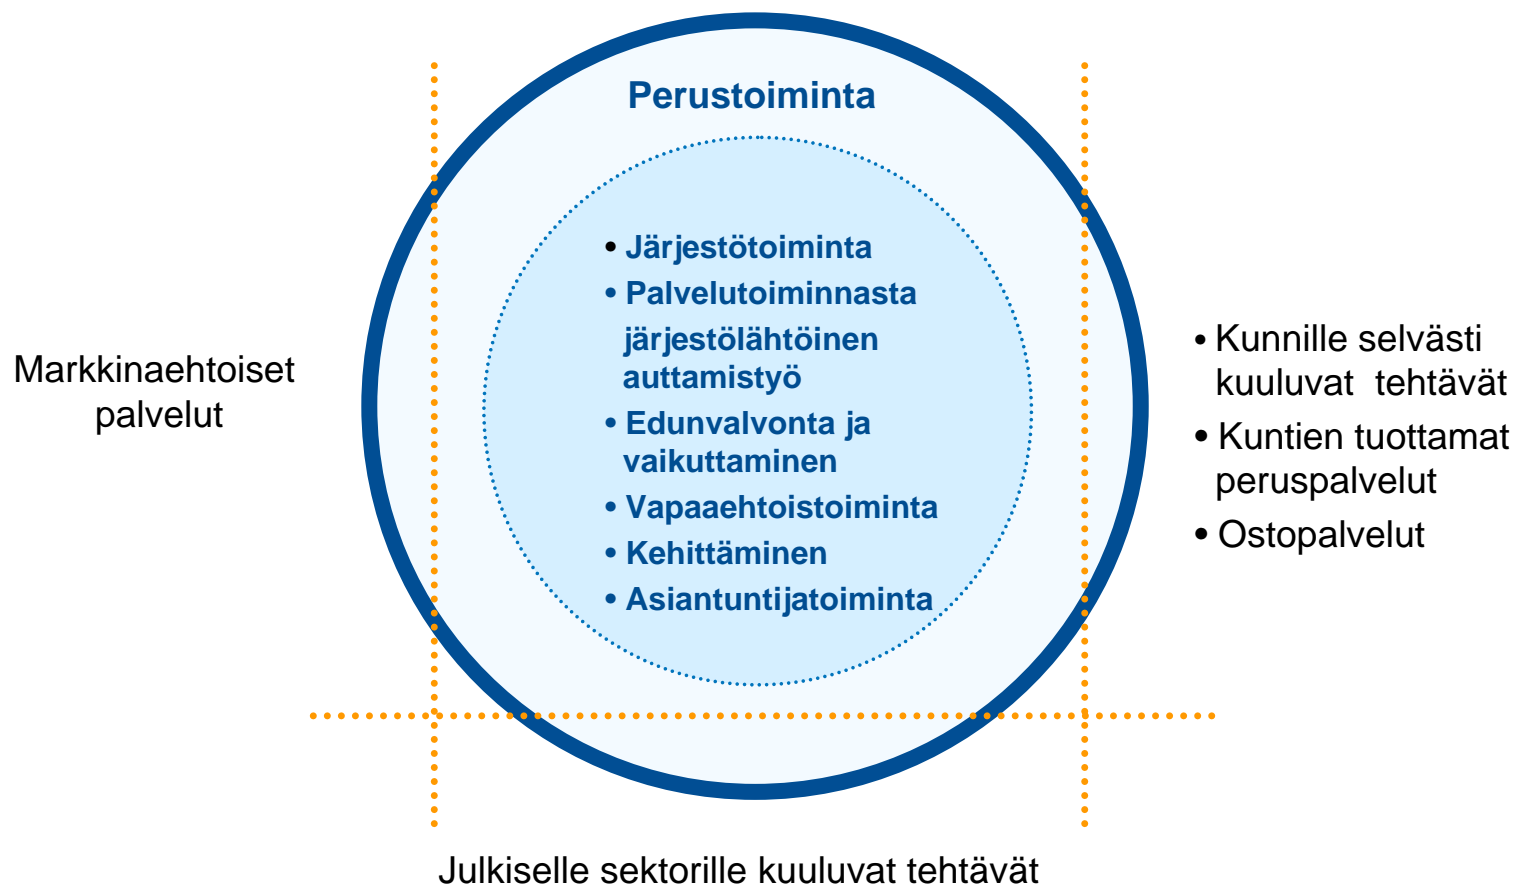 Perustoiminta
• Järjestötoiminta
• Palvelutoiminnasta
järjestölähtöinen
auttamistyö
• Edunvalvonta ja
vaikuttaminen
• Vapaaehtoistoiminta
• Kehittäminen
• Asiantuntijatoiminta
Markkinaehtoiset
palvelut
• Kunnille selvästi
kuuluvat tehtävät
• Kuntien tuottamat
peruspalvelut
• Ostopalvelut
Julkiselle sektorille kuuluvat tehtävät